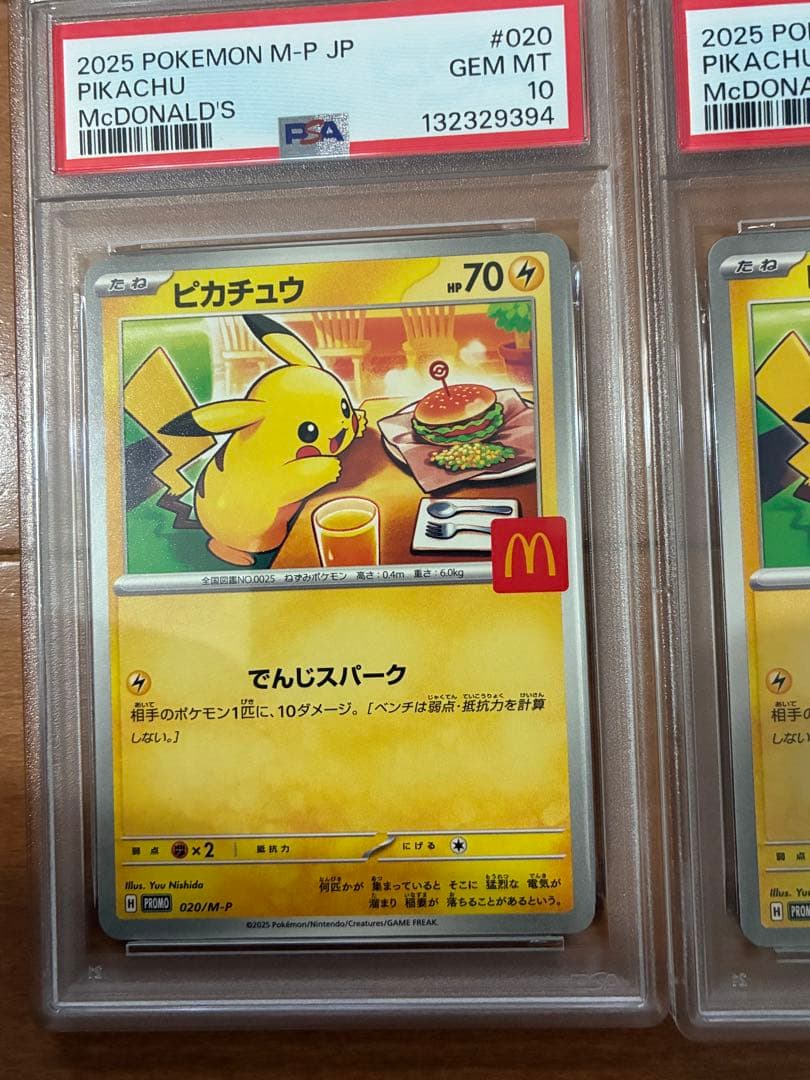 2025 POKEMON M-P JP
#020
PIKACHU
GEM MT
McDONALD'S
10
PSA
132329394
たね
ピカチュウ
HP70
M
全国図鑑NO.0025 ねずみポケモン 高さ:0.4m 重さ:6.0kg
でんじスパーク
相手のポケモン1匹に、10ダメージ。[ベンチは弱点・抵抗力を計算
しない。]
弱点 ×2 抵抗力 にげる
Illus. Yuu Nishida
何匹かが 集まっていると そこに 猛烈な 電気が
溜まり 稲妻が 落ちることがあるという。
H PROMO 020/M-P
©2025 Pokémon/Nintendo/Creatures/GAME FREAK.
PSA
2025
PIKACHU
たね
相手の
しない
弱点
Illus.
H